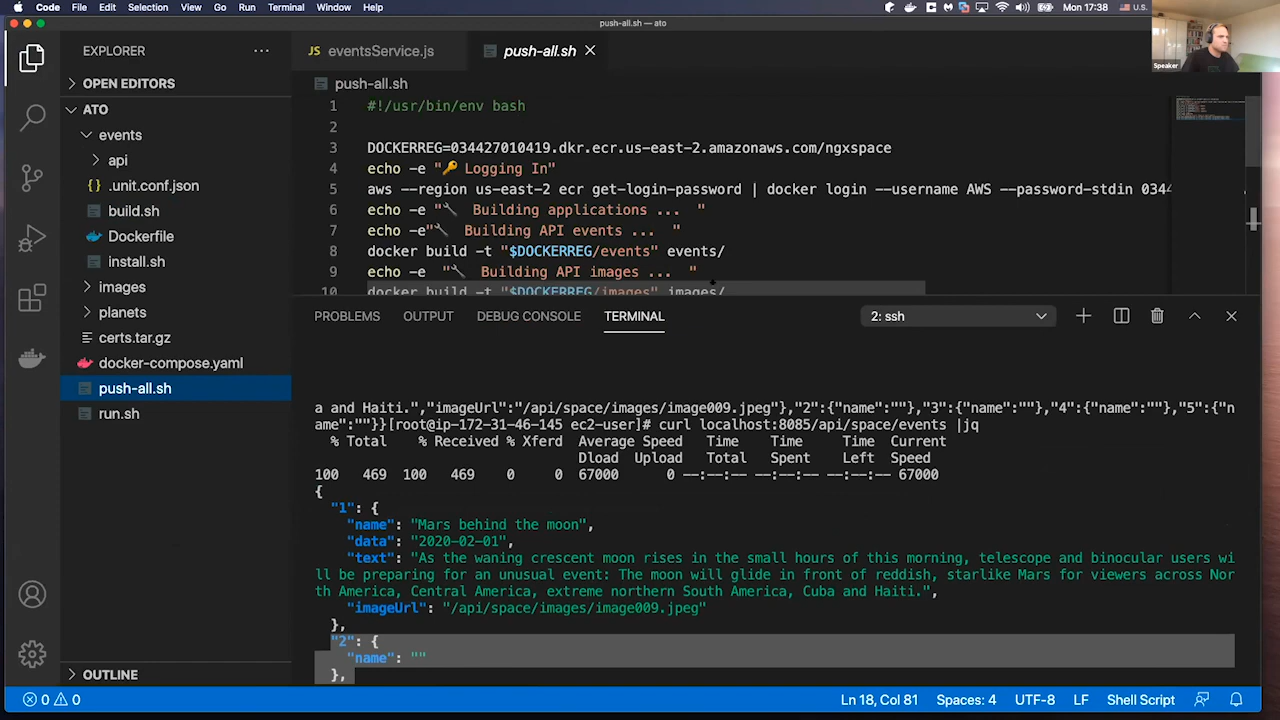 Code File Edit Selection View Go Run Terminal Window Help Mon 17:38 U.S.
push-all.sh — ato
Speaker
EXPLORER ...
OPEN EDITORS
ATO
events
api
{} .unit.conf.json
build.sh
Dockerfile
install.sh
images
planets
certs.tar.gz
docker-compose.yaml
push-all.sh
run.sh
OUTLINE
JS eventsService.js push-all.sh
push-all.sh
1 #!/usr/bin/env bash
2
3 DOCKERREG=034427010419.dkr.ecr.us-east-2.amazonaws.com/ngxspace
4 echo -e "🔑 Logging In"
5 aws --region us-east-2 ecr get-login-password | docker login --username AWS --password-stdin 0344
6 echo -e "🔧 Building applications ... "
7 echo -e"🔧 Building API events ... "
8 docker build -t "$DOCKERREG/events" events/
9 echo -e "🔧 Building API images ... "
10 docker build -t "$DOCKERREG/images" images/
PROBLEMS OUTPUT DEBUG CONSOLE TERMINAL 2: ssh
a and Haiti.","imageUrl":"/api/space/images/image009.jpeg"},"2":{"name":""},"3":{"name":""},"4":{"name":""},"5":{"n
ame":""}}[root@ip-172-31-46-145 ec2-user]# curl localhost:8085/api/space/events |jq
% Total % Received % Xferd Average Speed Time Time Time Current
Dload Upload Total Spent Left Speed
100 469 100 469 0 0 67000 0 --:--:-- --:--:-- --:--:-- 67000
{
"1": {
"name": "Mars behind the moon",
"data": "2020-02-01",
"text": "As the waning crescent moon rises in the small hours of this morning, telescope and binocular users wi
ll be preparing for an unusual event: The moon will glide in front of reddish, starlike Mars for viewers across Nor
th America, Central America, extreme northern South America, Cuba and Haiti.",
"imageUrl": "/api/space/images/image009.jpeg"
},
"2": {
"name": ""
},
0 0 Ln 18, Col 81 Spaces: 4 UTF-8 LF Shell Script